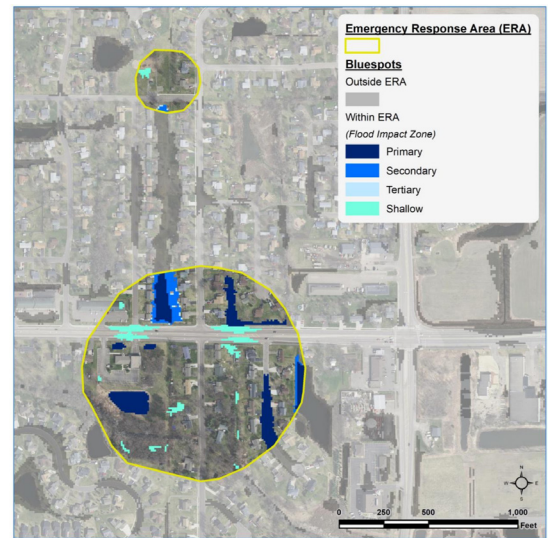 Emergency Response Area (ERA)
Bluespots
Outside ERA
Within ERA
(Flood Impact Zone)
Primary
Secondary
Tertiary
Shallow
N
W E
S
0 250 500 1,000
Feet